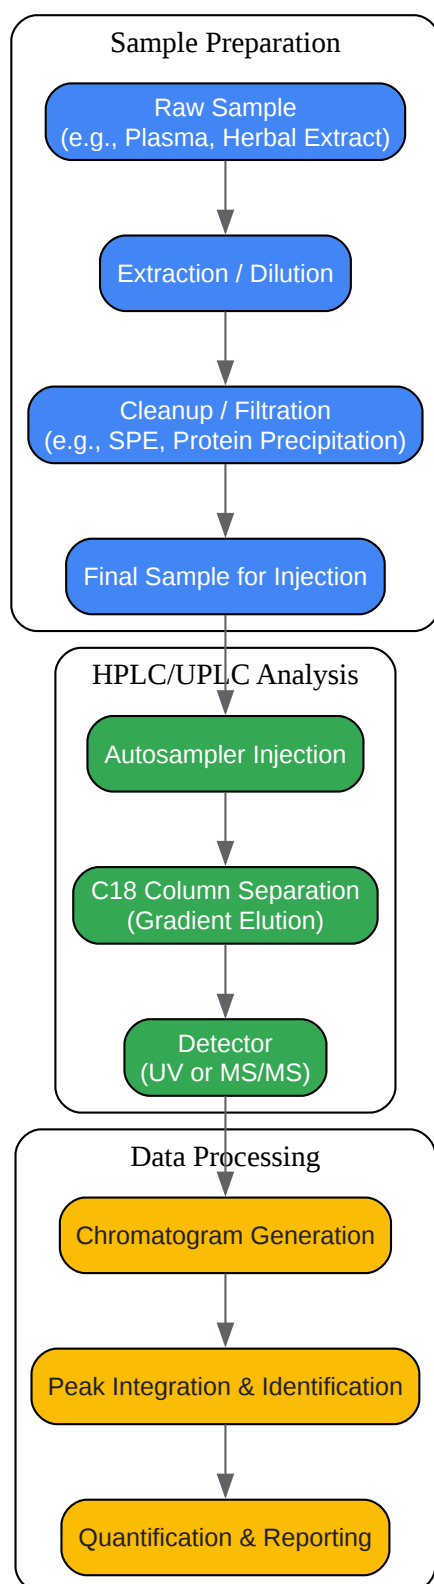 Sample Preparation
Raw Sample
(e.g., Plasma, Herbal Extract)
Extraction / Dilution
Cleanup / Filtration
(e.g., SPE, Protein Precipitation)
Final Sample for Injection
HPLC/UPLC Analysis
Autosampler Injection
C18 Column Separation
(Gradient Elution)
Detector
(UV or MS/MS)
Data Processing
Chromatogram Generation
Peak Integration & Identification
Quantification & Reporting